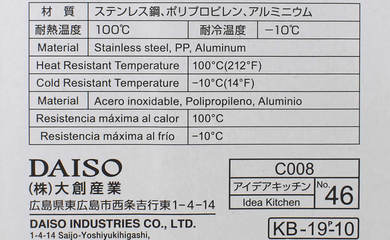 材 質 ステンレス鋼、ポリプロピレン、アルミニウム
耐熱温度 100℃ 耐冷温度 −10℃
Material Stainless steel, PP, Aluminum
Heat Resistant Temperature 100°C(212°F)
Cold Resistant Temperature −10°C(14°F)
Material Acero inoxidable, Polipropileno, Aluminio
Resistencia máxima al calor 100°C
Resistencia máxima al frío −10°C
DAISO
(株)大創産業
広島県東広島市西条吉行東1-4-14
DAISO INDUSTRIES CO., LTD.
1-4-14 Saijo-Yoshiyukihigashi,
C008
アイデアキッチン
Idea Kitchen
No. 46
KB-19-P-10